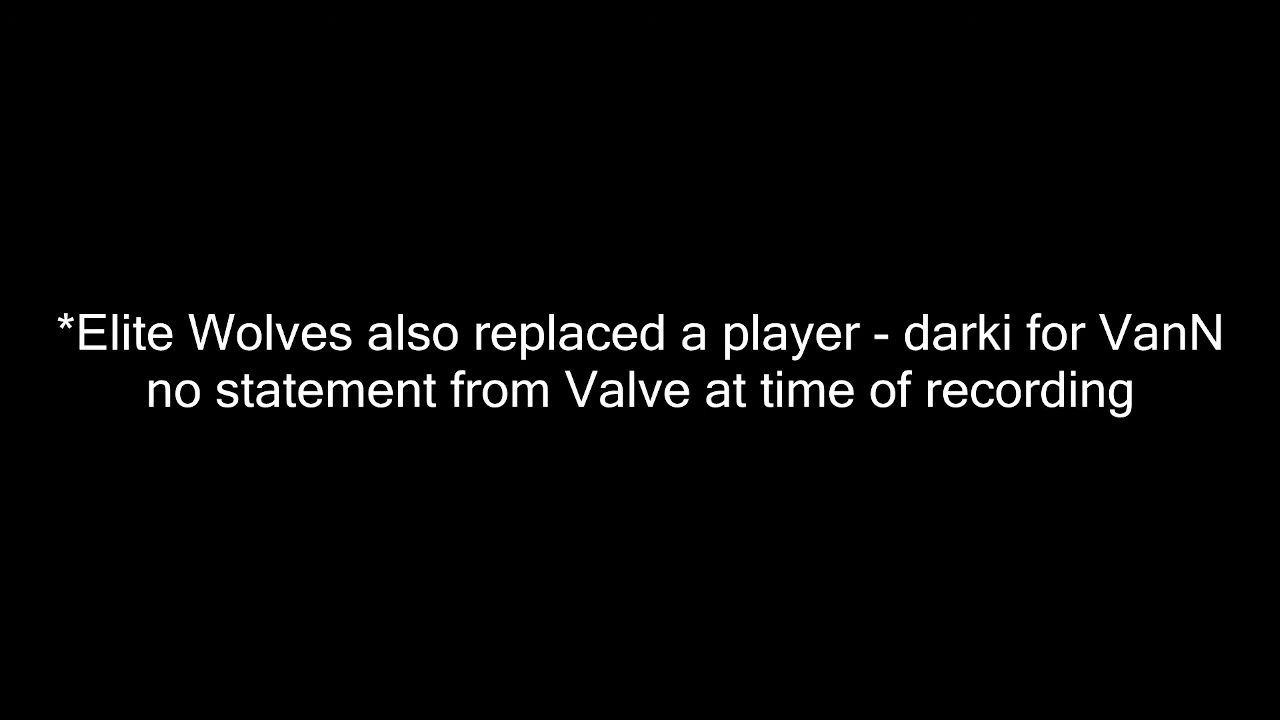 *Elite Wolves also replaced a player - darki for VanN
no statement from Valve at time of recording